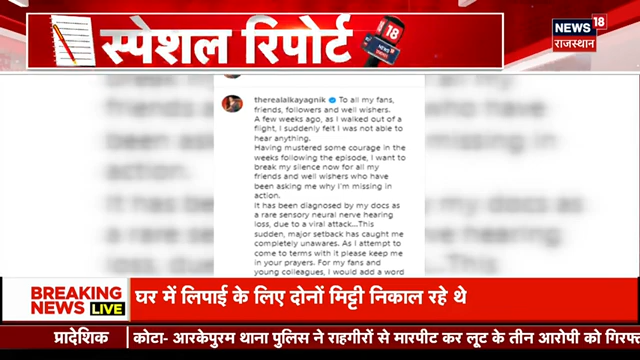 स्पेशल रिपोर्ट
18
NEWS 18
राजस्थान
therealalkayagnik To all my fans,
friends, followers and well wishers.
A few weeks ago, as I walked out of a
flight, I suddenly felt I was not able to
hear anything.
Having mustered some courage in the
weeks following the episode, I want to
break my silence now for all my
friends and well wishers who have
been asking me why I'm missing in
action.
It has been diagnosed by my docs as
a rare sensory neural nerve hearing
loss, due to a viral attack...This
sudden, major setback has caught me
completely unawares. As I attempt to
come to terms with it please keep me
in your prayers. For my fans and
young colleagues, I would add a word
BREAKING
NEWS LIVE
घर में लिपाई के लिए दोनों मिट्टी निकाल रहे थे
प्रादेशिक
कोटा- आरकेपुरम थाना पुलिस ने राहगीरों से मारपीट कर लूट के तीन आरोपी को गिरफ्त